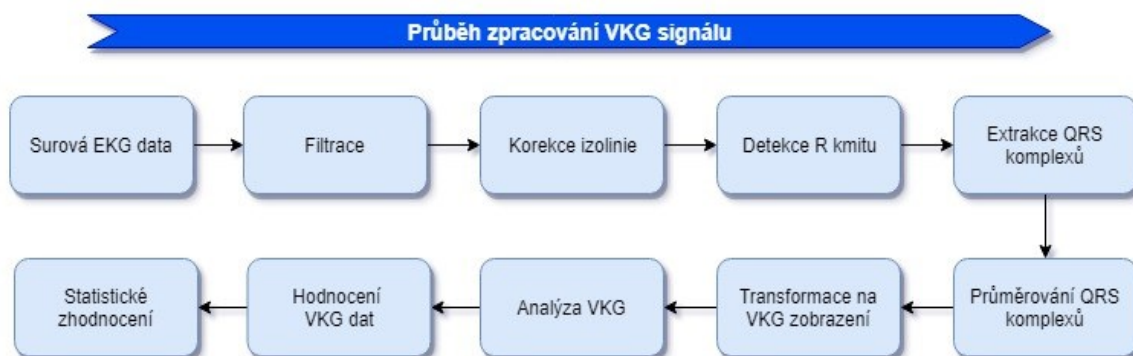 Průběh zpracování VKG signálu
Surová EKG data
Filtrace
Korekce izolinie
Detekce R kmitu
Extrakce QRS
komplexů
Průměrování QRS
komplexů
Transformace na
VKG zobrazení
Analýza VKG
Hodnocení
VKG dat
Statistické
zhodnocení